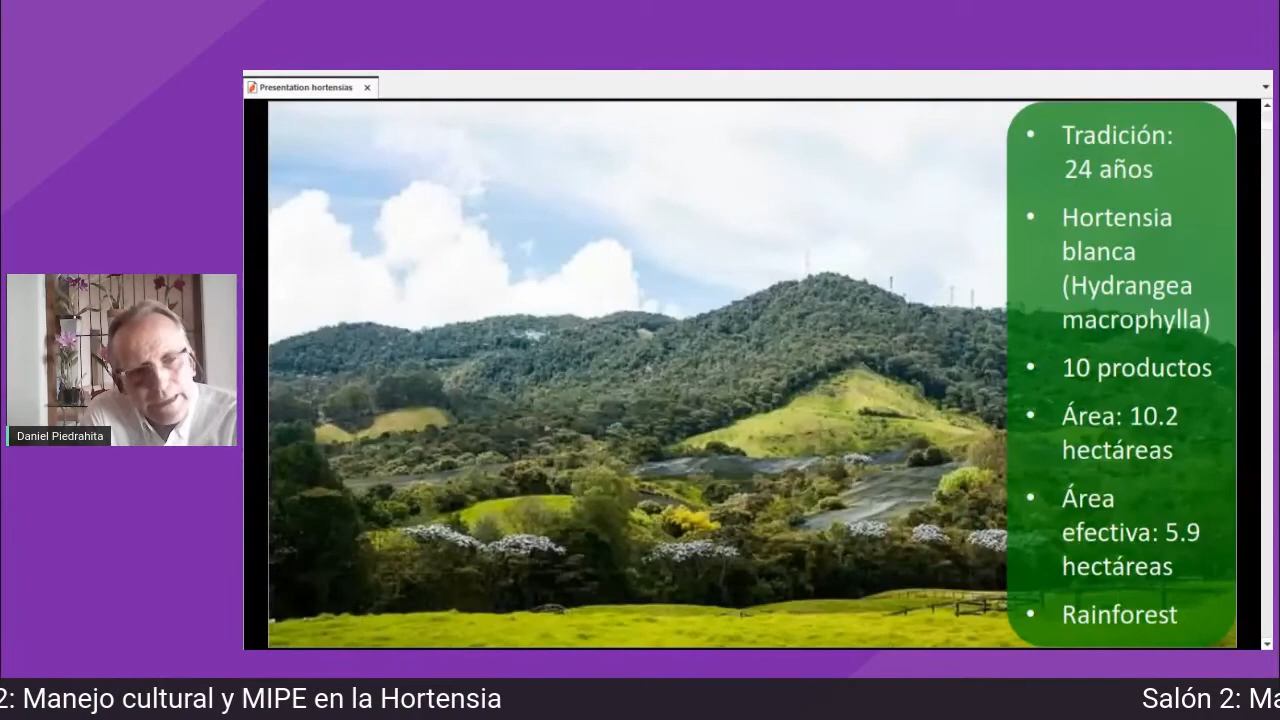 Presentation hortensias
• Tradición:
24 años
• Hortensia
blanca
(Hydrangea
macrophylla)
• 10 productos
• Área: 10.2
hectáreas
• Área
efectiva: 5.9
hectáreas
• Rainforest
Daniel Piedrahita
2: Manejo cultural y MIPE en la Hortensia
Salón 2: Ma